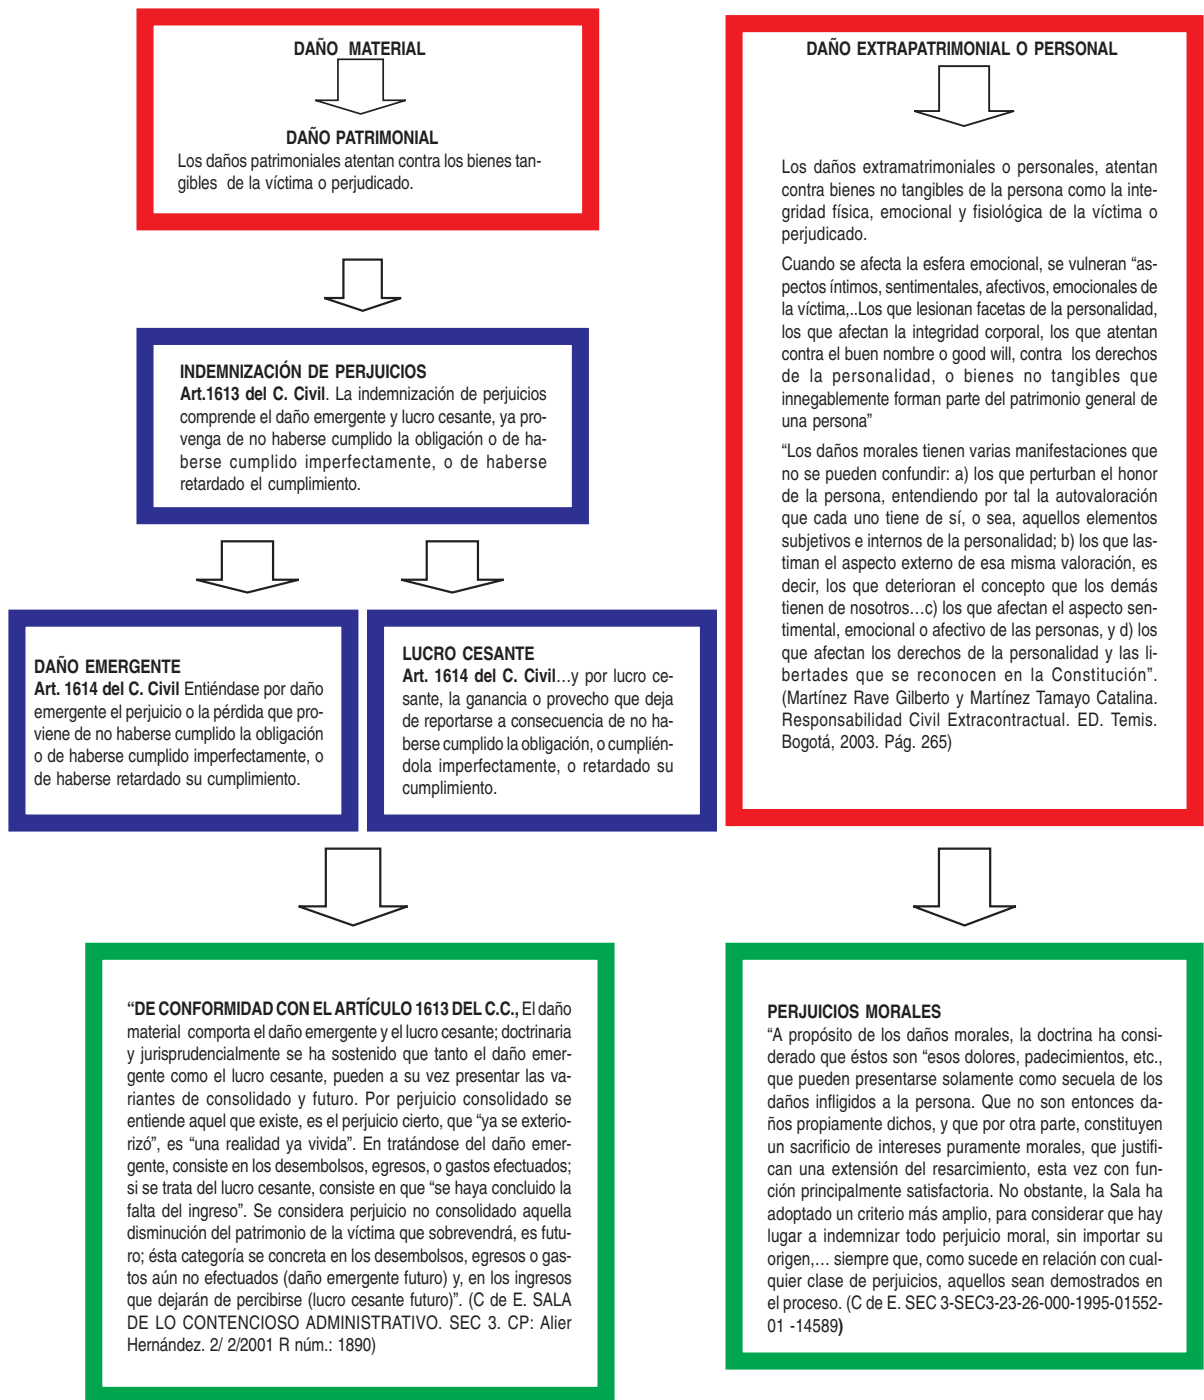 DAÑO MATERIAL
DAÑO PATRIMONIAL
Los daños patrimoniales atentan contra los bienes tan-
gibles de la víctima o perjudicado.
INDEMNIZACIÓN DE PERJUICIOS
Art.1613 del C. Civil. La indemnización de perjuicios
comprende el daño emergente y lucro cesante, ya pro-
venga de no haberse cumplido la obligación o de ha-
berse cumplido imperfectamente, o de haberse
retardado el cumplimiento.
DAÑO EMERGENTE
Art. 1614 del C. Civil Entiéndase por daño
emergente el perjuicio o la pérdida que pro-
viene de no haberse cumplido la obligación
o de haberse cumplido imperfectamente, o
de haberse retardado su cumplimiento.
LUCRO CESANTE
Art. 1614 del C. Civil…y por lucro ce-
sante, la ganancia o provecho que deja
de reportarse a consecuencia de no ha-
berse cumplido la obligación, o cumplién-
dola imperfectamente, o retardado su
cumplimiento.
“DE CONFORMIDAD CON EL ARTÍCULO 1613 DEL C.C., El daño
material comporta el daño emergente y el lucro cesante; doctrinaria
y jurisprudencialmente se ha sostenido que tanto el daño emer-
gente como el lucro cesante, pueden a su vez presentar las va-
riantes de consolidado y futuro. Por perjuicio consolidado se
entiende aquel que existe, es el perjuicio cierto, que “ya se exterio-
rizó”, es “una realidad ya vivida”. En tratándose del daño emer-
gente, consiste en los desembolsos, egresos, o gastos efectuados;
si se trata del lucro cesante, consiste en que “se haya concluido la
falta del ingreso”. Se considera perjuicio no consolidado aquella
disminución del patrimonio de la víctima que sobrevendrá, es futu-
ro; ésta categoría se concreta en los desembolsos, egresos o gas-
tos aún no efectuados (daño emergente futuro) y, en los ingresos
que dejarán de percibirse (lucro cesante futuro)”. (C de E. SALA
DE LO CONTENCIOSO ADMINISTRATIVO. SEC 3. CP: Alier
Hernández. 2/ 2/2001 R núm.: 1890)
DAÑO EXTRAPATRIMONIAL O PERSONAL
Los daños extramatrimoniales o personales, atentan
contra bienes no tangibles de la persona como la inte-
gridad física, emocional y fisiológica de la víctima o
perjudicado.
Cuando se afecta la esfera emocional, se vulneran “as-
pectos íntimos, sentimentales, afectivos, emocionales de
la víctima,..Los que lesionan facetas de la personalidad,
los que afectan la integridad corporal, los que atentan
contra el buen nombre o good will, contra los derechos
de la personalidad, o bienes no tangibles que
innegablemente forman parte del patrimonio general de
una persona”
“Los daños morales tienen varias manifestaciones que
no se pueden confundir: a) los que perturban el honor
de la persona, entendiendo por tal la autovaloración
que cada uno tiene de sí, o sea, aquellos elementos
subjetivos e internos de la personalidad; b) los que las-
timan el aspecto externo de esa misma valoración, es
decir, los que deterioran el concepto que los demás
tienen de nosotros…c) los que afectan el aspecto sen-
timental, emocional o afectivo de las personas, y d) los
que afectan los derechos de la personalidad y las li-
bertades que se reconocen en la Constitución”.
(Martínez Rave Gilberto y Martínez Tamayo Catalina.
Responsabilidad Civil Extracontractual. ED. Temis.
Bogotá, 2003. Pág. 265)
PERJUICIOS MORALES
“A propósito de los daños morales, la doctrina ha consi-
derado que éstos son “esos dolores, padecimientos, etc.,
que pueden presentarse solamente como secuela de los
daños infligidos a la persona. Que no son entonces da-
ños propiamente dichos, y que por otra parte, constituyen
un sacrificio de intereses puramente morales, que justifi-
can una extensión del resarcimiento, esta vez con fun-
ción principalmente satisfactoria. No obstante, la Sala ha
adoptado un criterio más amplio, para considerar que hay
lugar a indemnizar todo perjuicio moral, sin importar su
origen,… siempre que, como sucede en relación con cual-
quier clase de perjuicios, aquellos sean demostrados en
el proceso. (C de E. SEC 3-SEC3-23-26-000-1995-01552-
01 -14589)